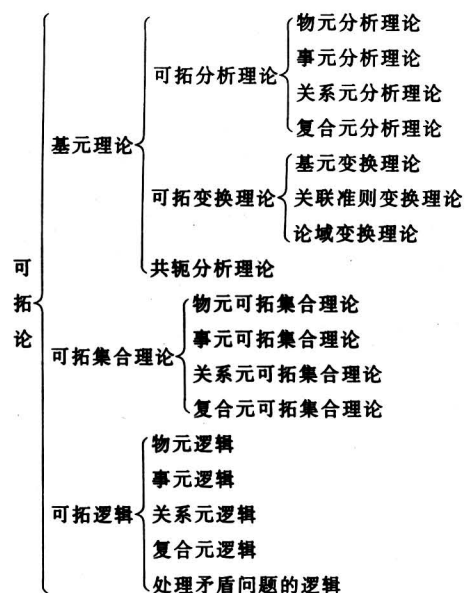 物元分析理论
事元分析理论
可拓分析理论
关系元分析理论
复合元分析理论
基元理论
基元变换理论
可拓变换理论
关联准则变换理论
论域变换理论
共轭分析理论
可拓论
物元可拓集合理论
事元可拓集合理论
可拓集合理论
关系元可拓集合理论
复合元可拓集合理论
物元逻辑
事元逻辑
可拓逻辑
关系元逻辑
复合元逻辑
处理矛盾问题的逻辑